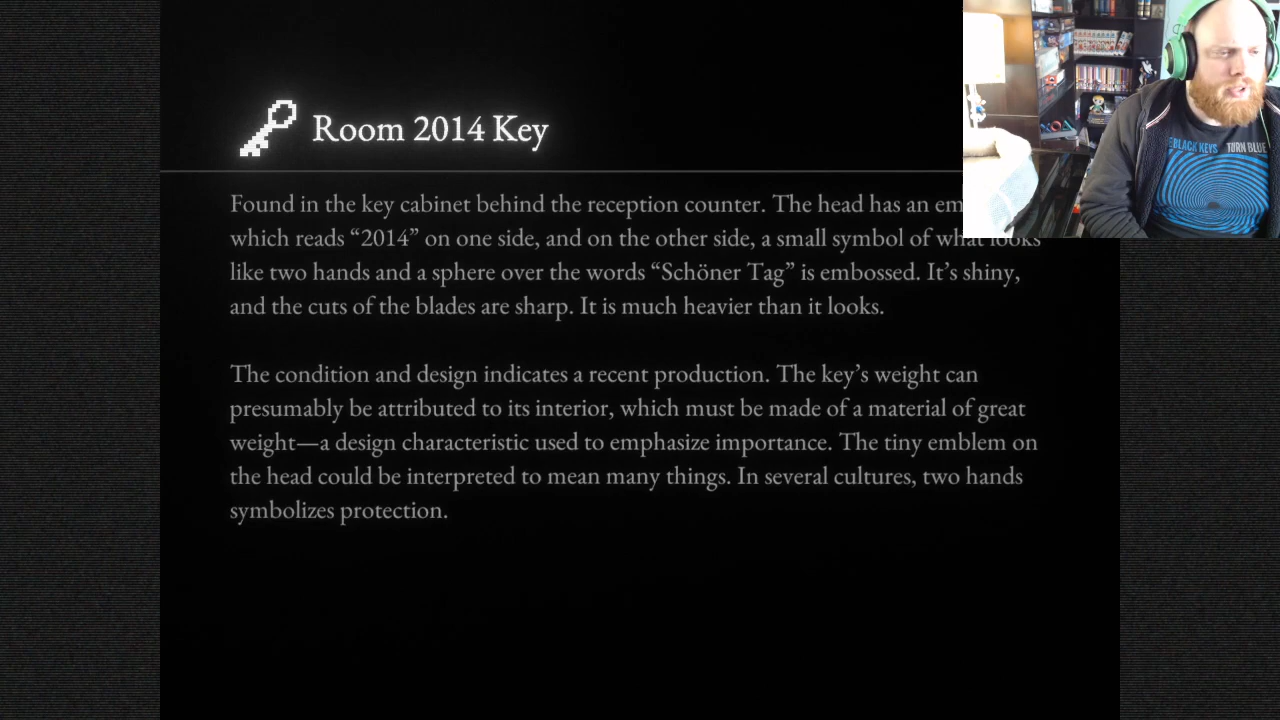 Room 2014 Key
Found in the key cabinet behind the reception counter. The head has an
which reads “2014” on one side, and on the other side, a small symbol of what looks
like two hands and a sphere over the words “Schöner Tag” is embossed. It’s shiny,
and the cuts of the blades are sharp. It is much heavier than it looks.
The condition and design indicates a recent production. The key’s weight can
presumably be attributed to its interior, which must be made of a material of great
weight—a design characteristic used to emphasize importance. The tiny emblem on
the head could be interpreted to mean many things. In several cultures, two hands
symbolizes protection.
BLACK KEYS TURN BLUE